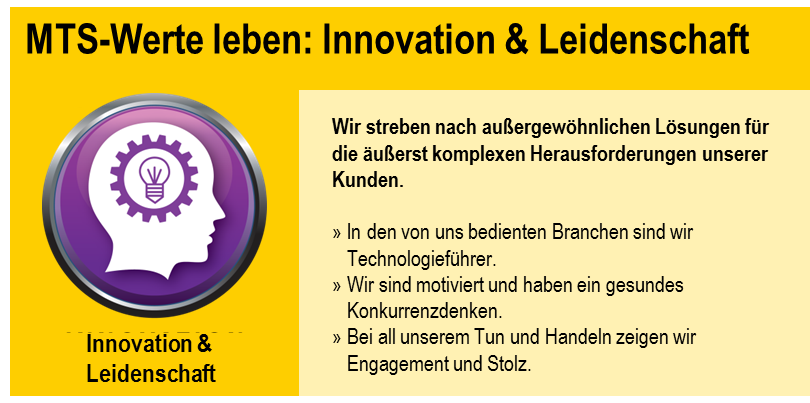 MTS-Werte leben: Innovation & Leidenschaft
Wir streben nach außergewöhnlichen Lösungen für
die äußerst komplexen Herausforderungen unserer
Kunden.
» In den von uns bedienten Branchen sind wir
Technologieführer.
» Wir sind motiviert und haben ein gesundes
Konkurrenzdenken.
» Bei all unserem Tun und Handeln zeigen wir
Engagement und Stolz.
Innovation &
Leidenschaft